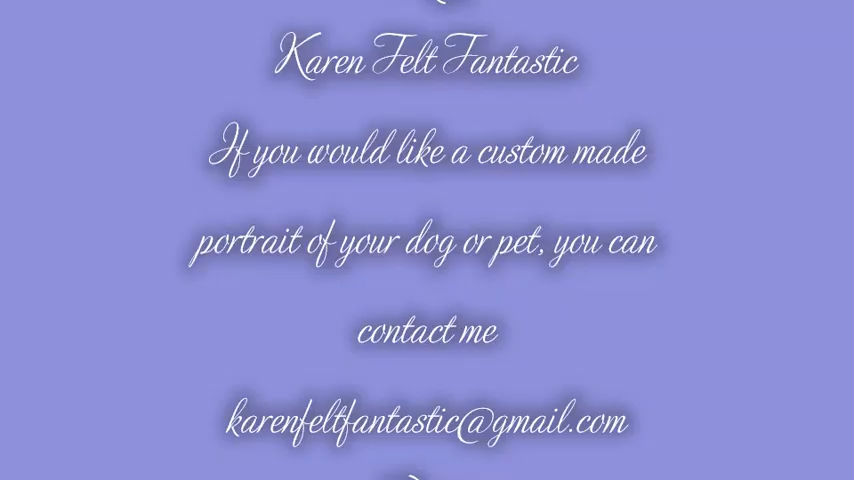 Karen Felt Fantastic
If you would like a custom made
portrait of your dog or pet, you can
contact me
karenfeltfantastic@gmail.com